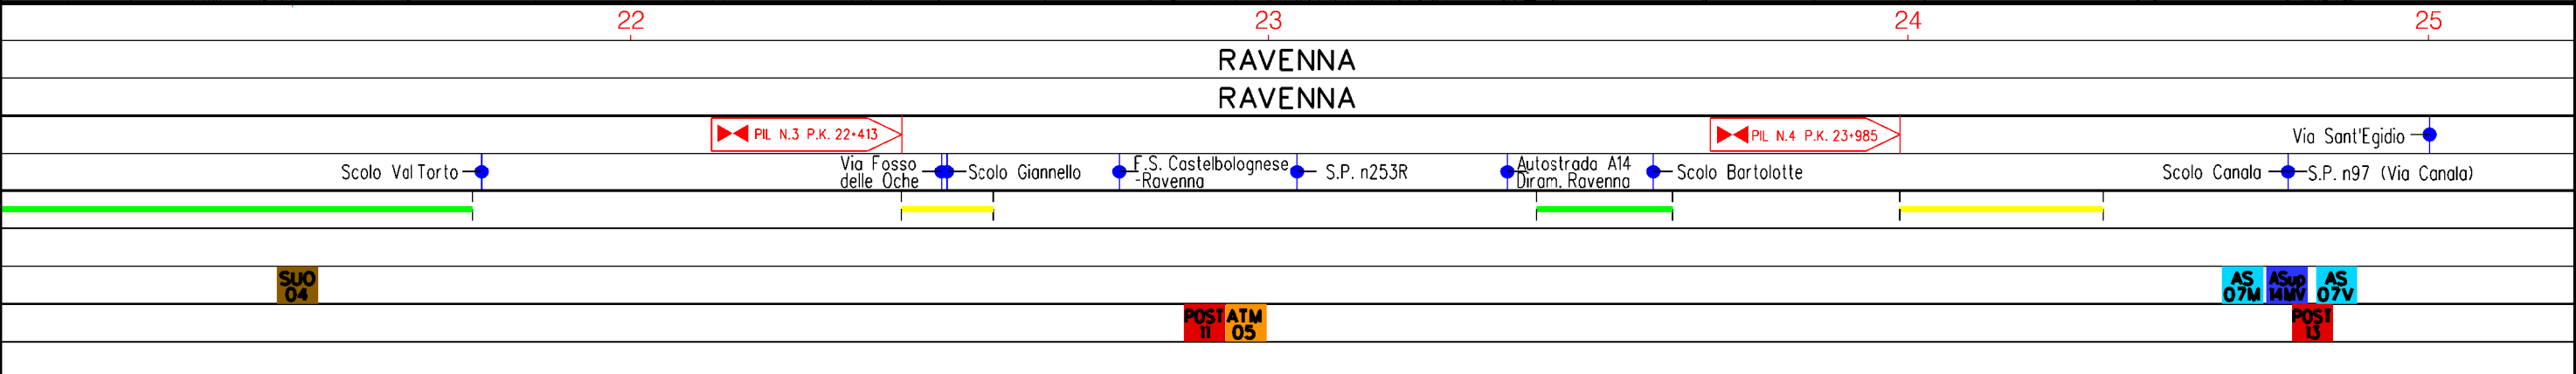 22 23 24 25
RAVENNA
RAVENNA
PIL N.3 P.K. 22+413
PIL N.4 P.K. 23+985
Via Sant'Egidio
Scolo Val Torto
Via Fosso
delle Oche
Scolo Giannello
F.S. Castelbolognese
-Ravenna
S.P. n253R
Autostrada A14
Diram. Ravenna
Scolo Bartolotte
Scolo Canala
S.P. n97 (Via Canala)
SUO
04
AS
07M
ASup
14MV
AS
07V
POST
11
ATM
05
POST
13